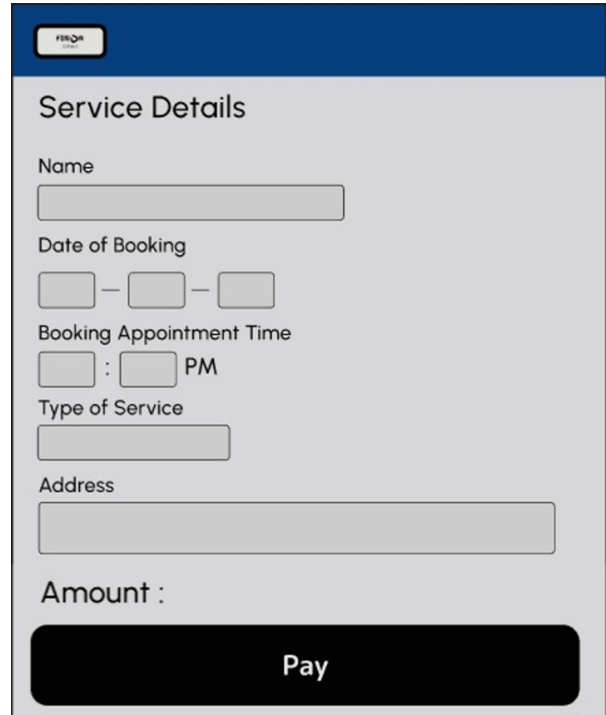 Service Details
Name
Date of Booking
— —
Booking Appointment Time
: PM
Type of Service
Address
Amount :
Pay